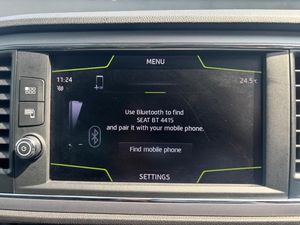 MENU
11:24
24.5°
Use Bluetooth to find
SEAT BT 4415
and pair it with your mobile phone.
Find mobile phone
SETTINGS